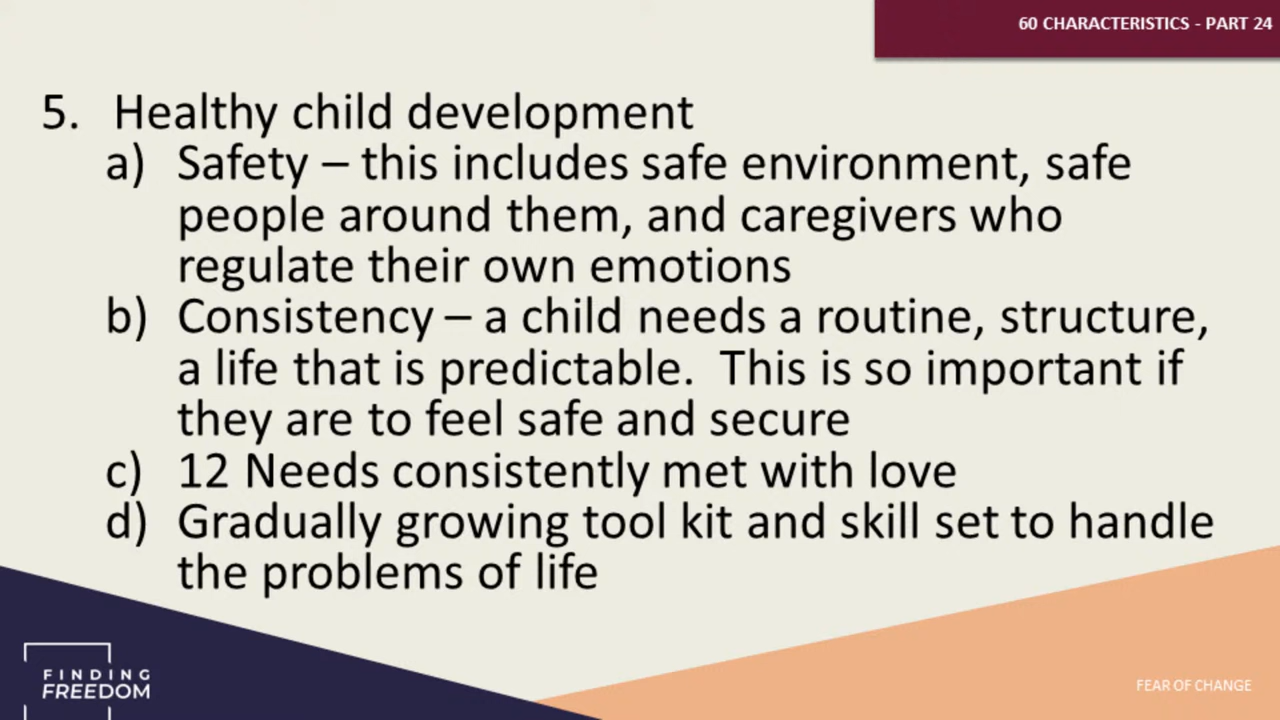 60 CHARACTERISTICS - PART 24
5. Healthy child development
a) Safety – this includes safe environment, safe
people around them, and caregivers who
regulate their own emotions
b) Consistency – a child needs a routine, structure,
a life that is predictable.  This is so important if
they are to feel safe and secure
c) 12 Needs consistently met with love
d) Gradually growing tool kit and skill set to handle
the problems of life
FINDING
FREEDOM
FEAR OF CHANGE